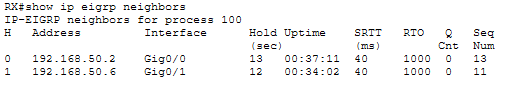 RX#show ip eigrp neighbors
IP-EIGRP neighbors for process 100
H   Address         Interface      Hold Uptime    SRTT   RTO   Q    Seq
                                   (sec)          (ms)         Cnt  Num
0   192.168.50.2    Gig0/0         13   00:37:11  40     1000  0    13
1   192.168.50.6    Gig0/1         12   00:34:02  40     1000  0    11